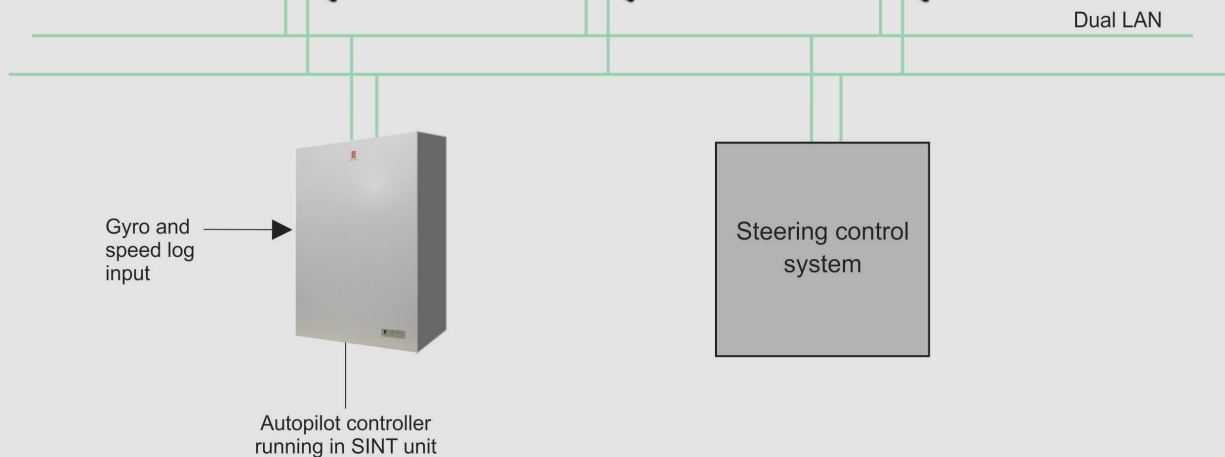 Dual LAN
Gyro and
speed log
input
Steering control
system
Autopilot controller
running in SINT unit